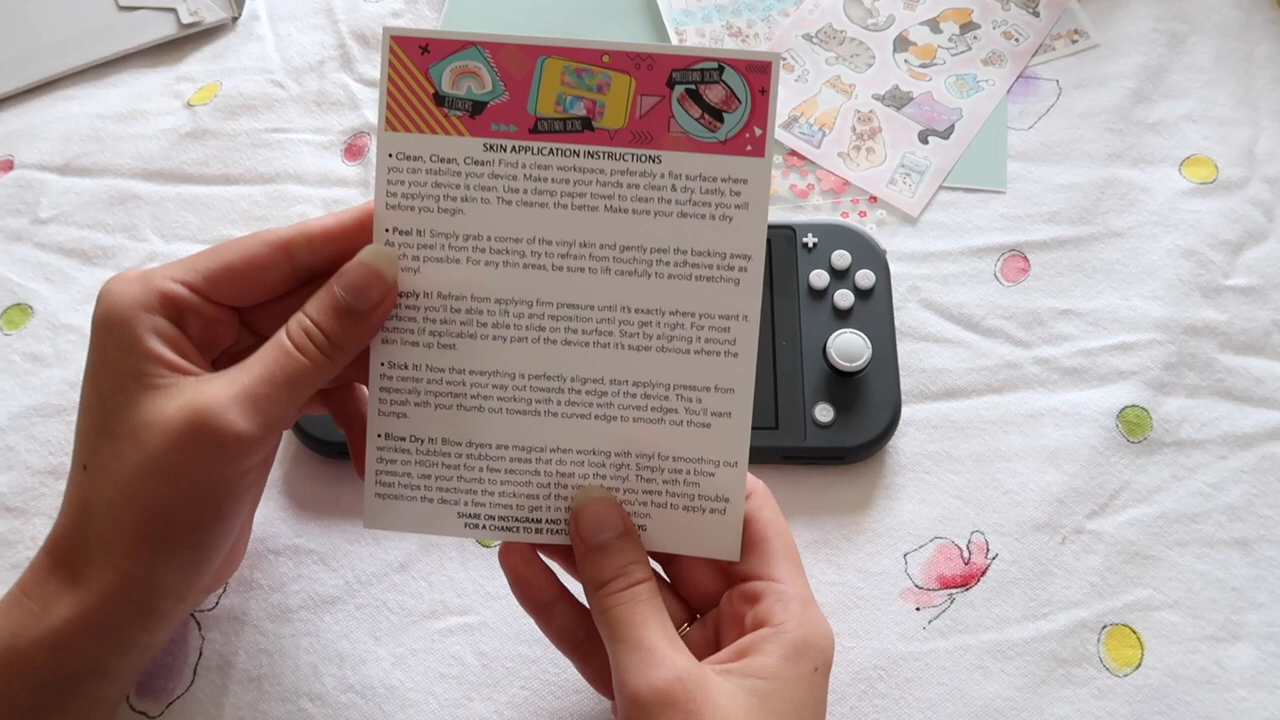 STICKERS
NINTENDO SKINS
MAGICBAND SKINS
SKIN APPLICATION INSTRUCTIONS
• Clean, Clean, Clean! Find a clean workspace, preferably a flat surface where
you can stabilize your device. Make sure your hands are clean & dry. Lastly, be
sure your device is clean. Use a damp paper towel to clean the surfaces you will
be applying the skin to. The cleaner, the better. Make sure your device is dry
before you begin.
• Peel It! Simply grab a corner of the vinyl skin and gently peel the backing away.
As you peel it from the backing, try to refrain from touching the adhesive side as
ch as possible. For any thin areas, be sure to lift carefully to avoid stretching
vinyl.
pply It! Refrain from applying firm pressure until it's exactly where you want it.
at way you'll be able to lift up and reposition until you get it right. For most
rfaces, the skin will be able to slide on the surface. Start by aligning it around
buttons (if applicable) or any part of the device that it's super obvious where the
skin lines up best.
• Stick It! Now that everything is perfectly aligned, start applying pressure from
the center and work your way out towards the edge of the device. This is
especially important when working with a device with curved edges. You'll want
to push with your thumb out towards the curved edge to smooth out those
bumps.
• Blow Dry It! Blow dryers are magical when working with vinyl for smoothing out
wrinkles, bubbles or stubborn areas that do not look right. Simply use a blow
dryer on HIGH heat for a few seconds to heat up the vinyl. Then, with firm
pressure, use your thumb to smooth out the vinyl where you were having trouble.
Heat helps to reactivate the stickiness of the you've had to apply and
reposition the decal a few times to get it in th sition.
SHARE ON INSTAGRAM AND T
FOR A CHANCE TO BE FEATU YG